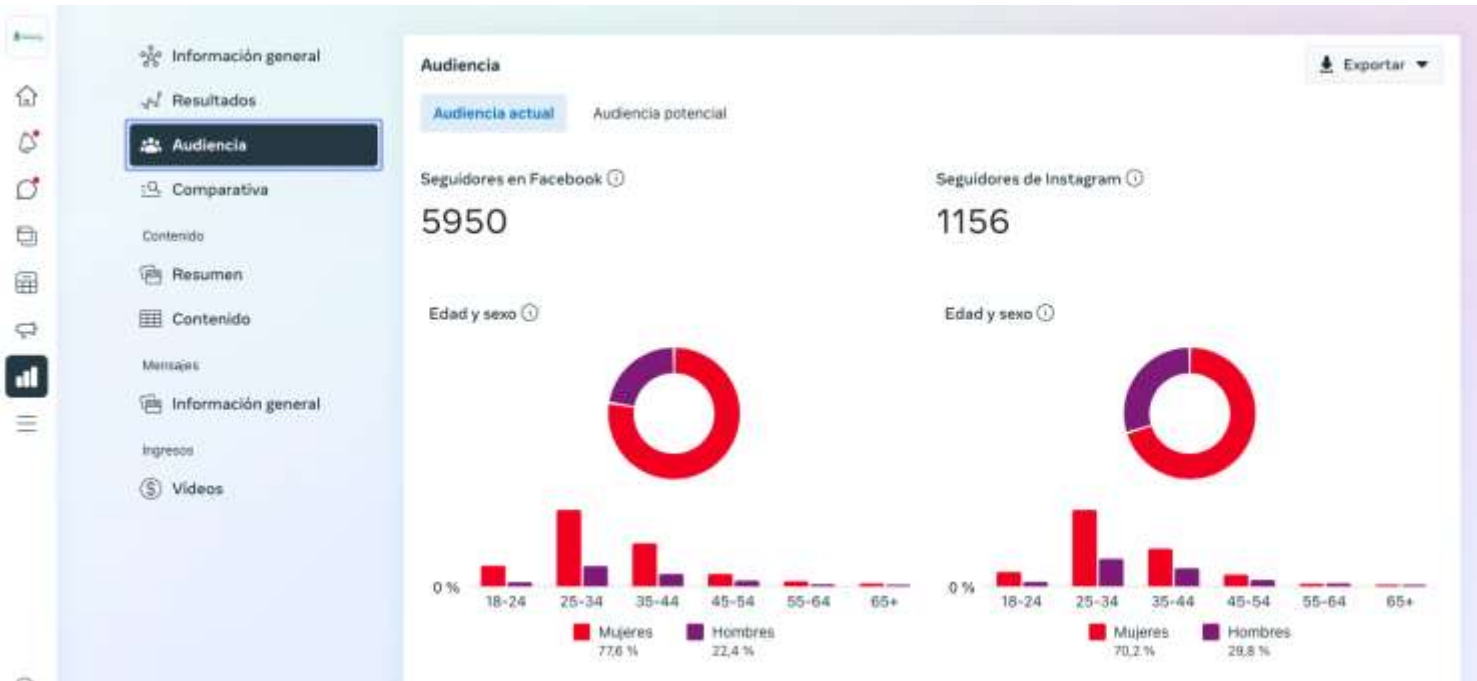 Información general
Resultados
Audiencia
Comparativa
Contenido
Resumen
Contenido
Mensajes
Información general
Ingresos
Vídeos
Audiencia
Exportar
Audiencia actual Audiencia potencial
Seguidores en Facebook
5950
Edad y sexo
0 %
18-24 25-34 35-44 45-54 55-64 65+
Mujeres Hombres
77,6 % 22,4 %
Seguidores de Instagram
1156
Edad y sexo
0 %
18-24 25-34 35-44 45-54 55-64 65+
Mujeres Hombres
70,2 % 29,8 %